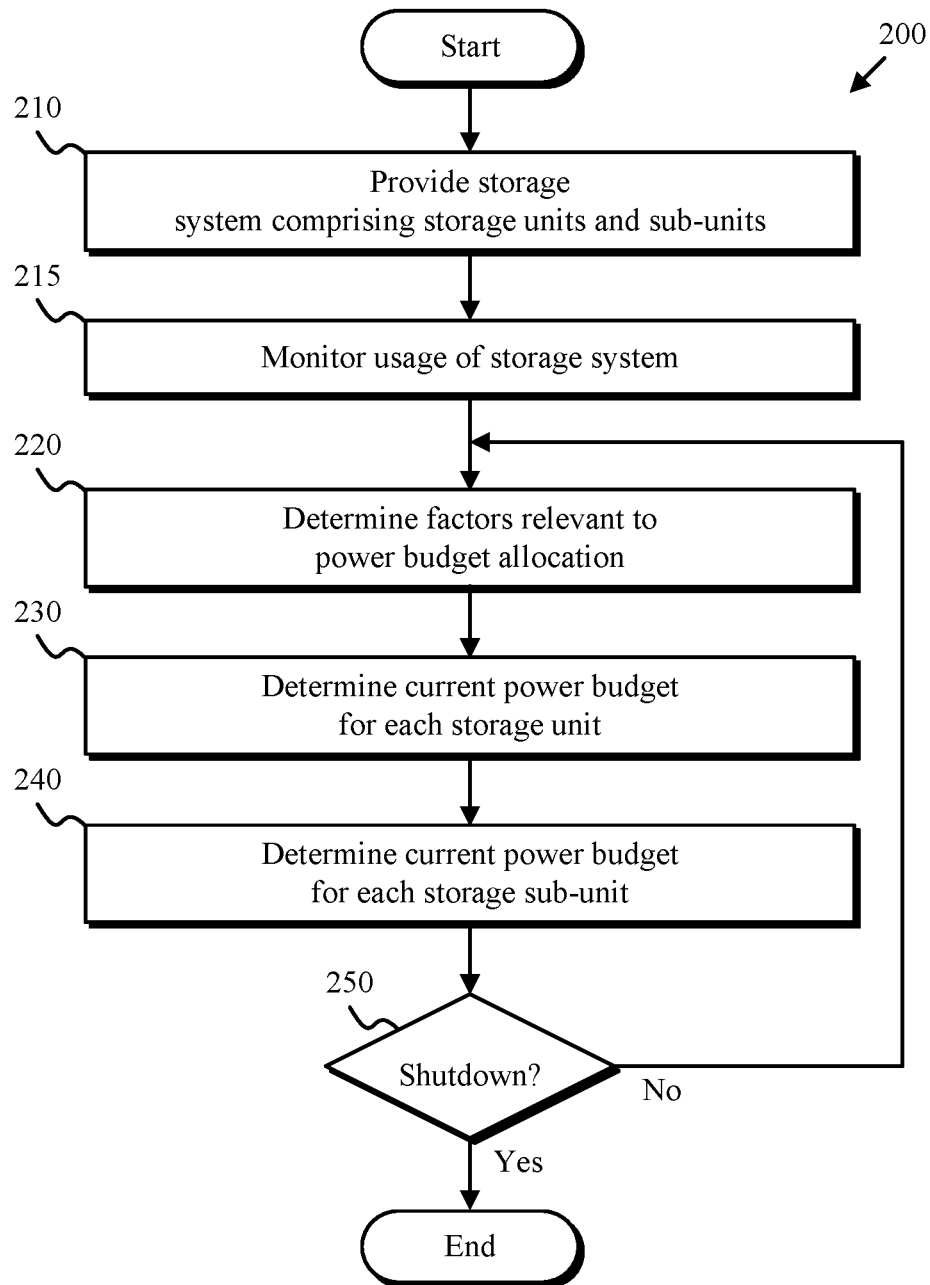 Start
200
210
Provide storage
system comprising storage units and sub-units
215
Monitor usage of storage system
220
Determine factors relevant to
power budget allocation
230
Determine current power budget
for each storage unit
240
Determine current power budget
for each storage sub-unit
250
Shutdown?
No
Yes
End